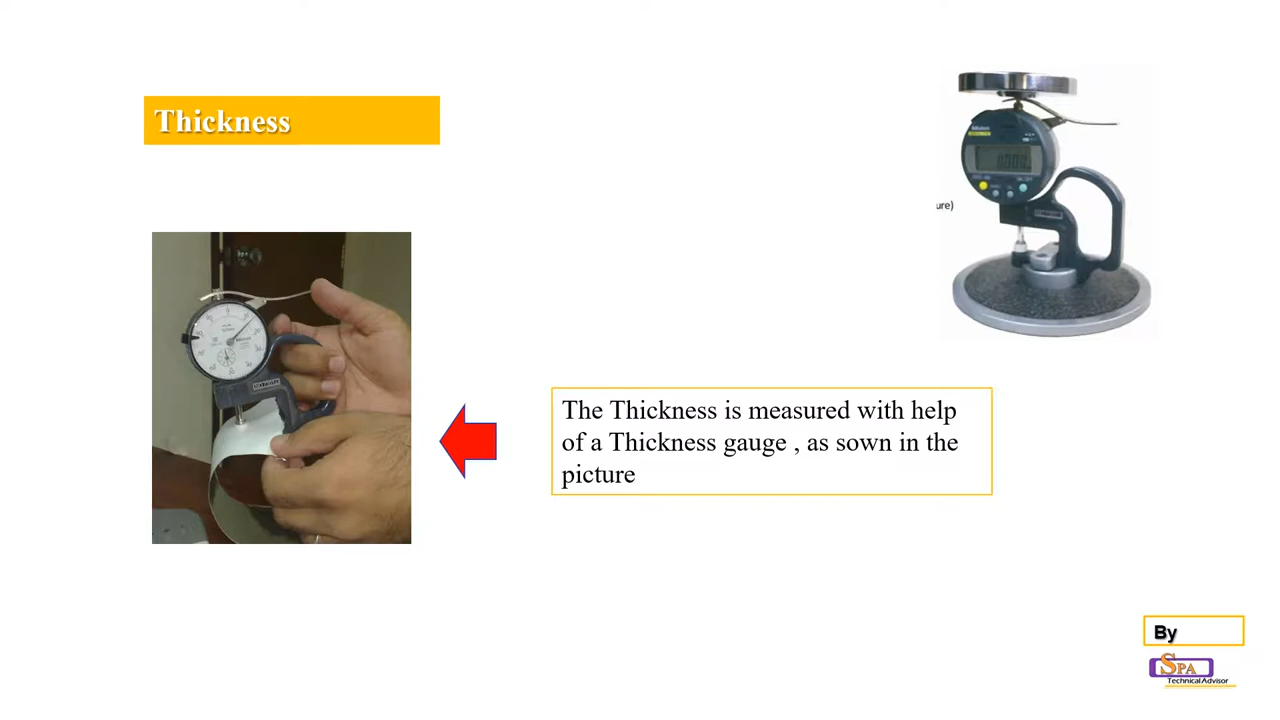 Thickness
ure)
The Thickness is measured with help
of a Thickness gauge , as sown in the
picture
By
SPA
Technical Advisor